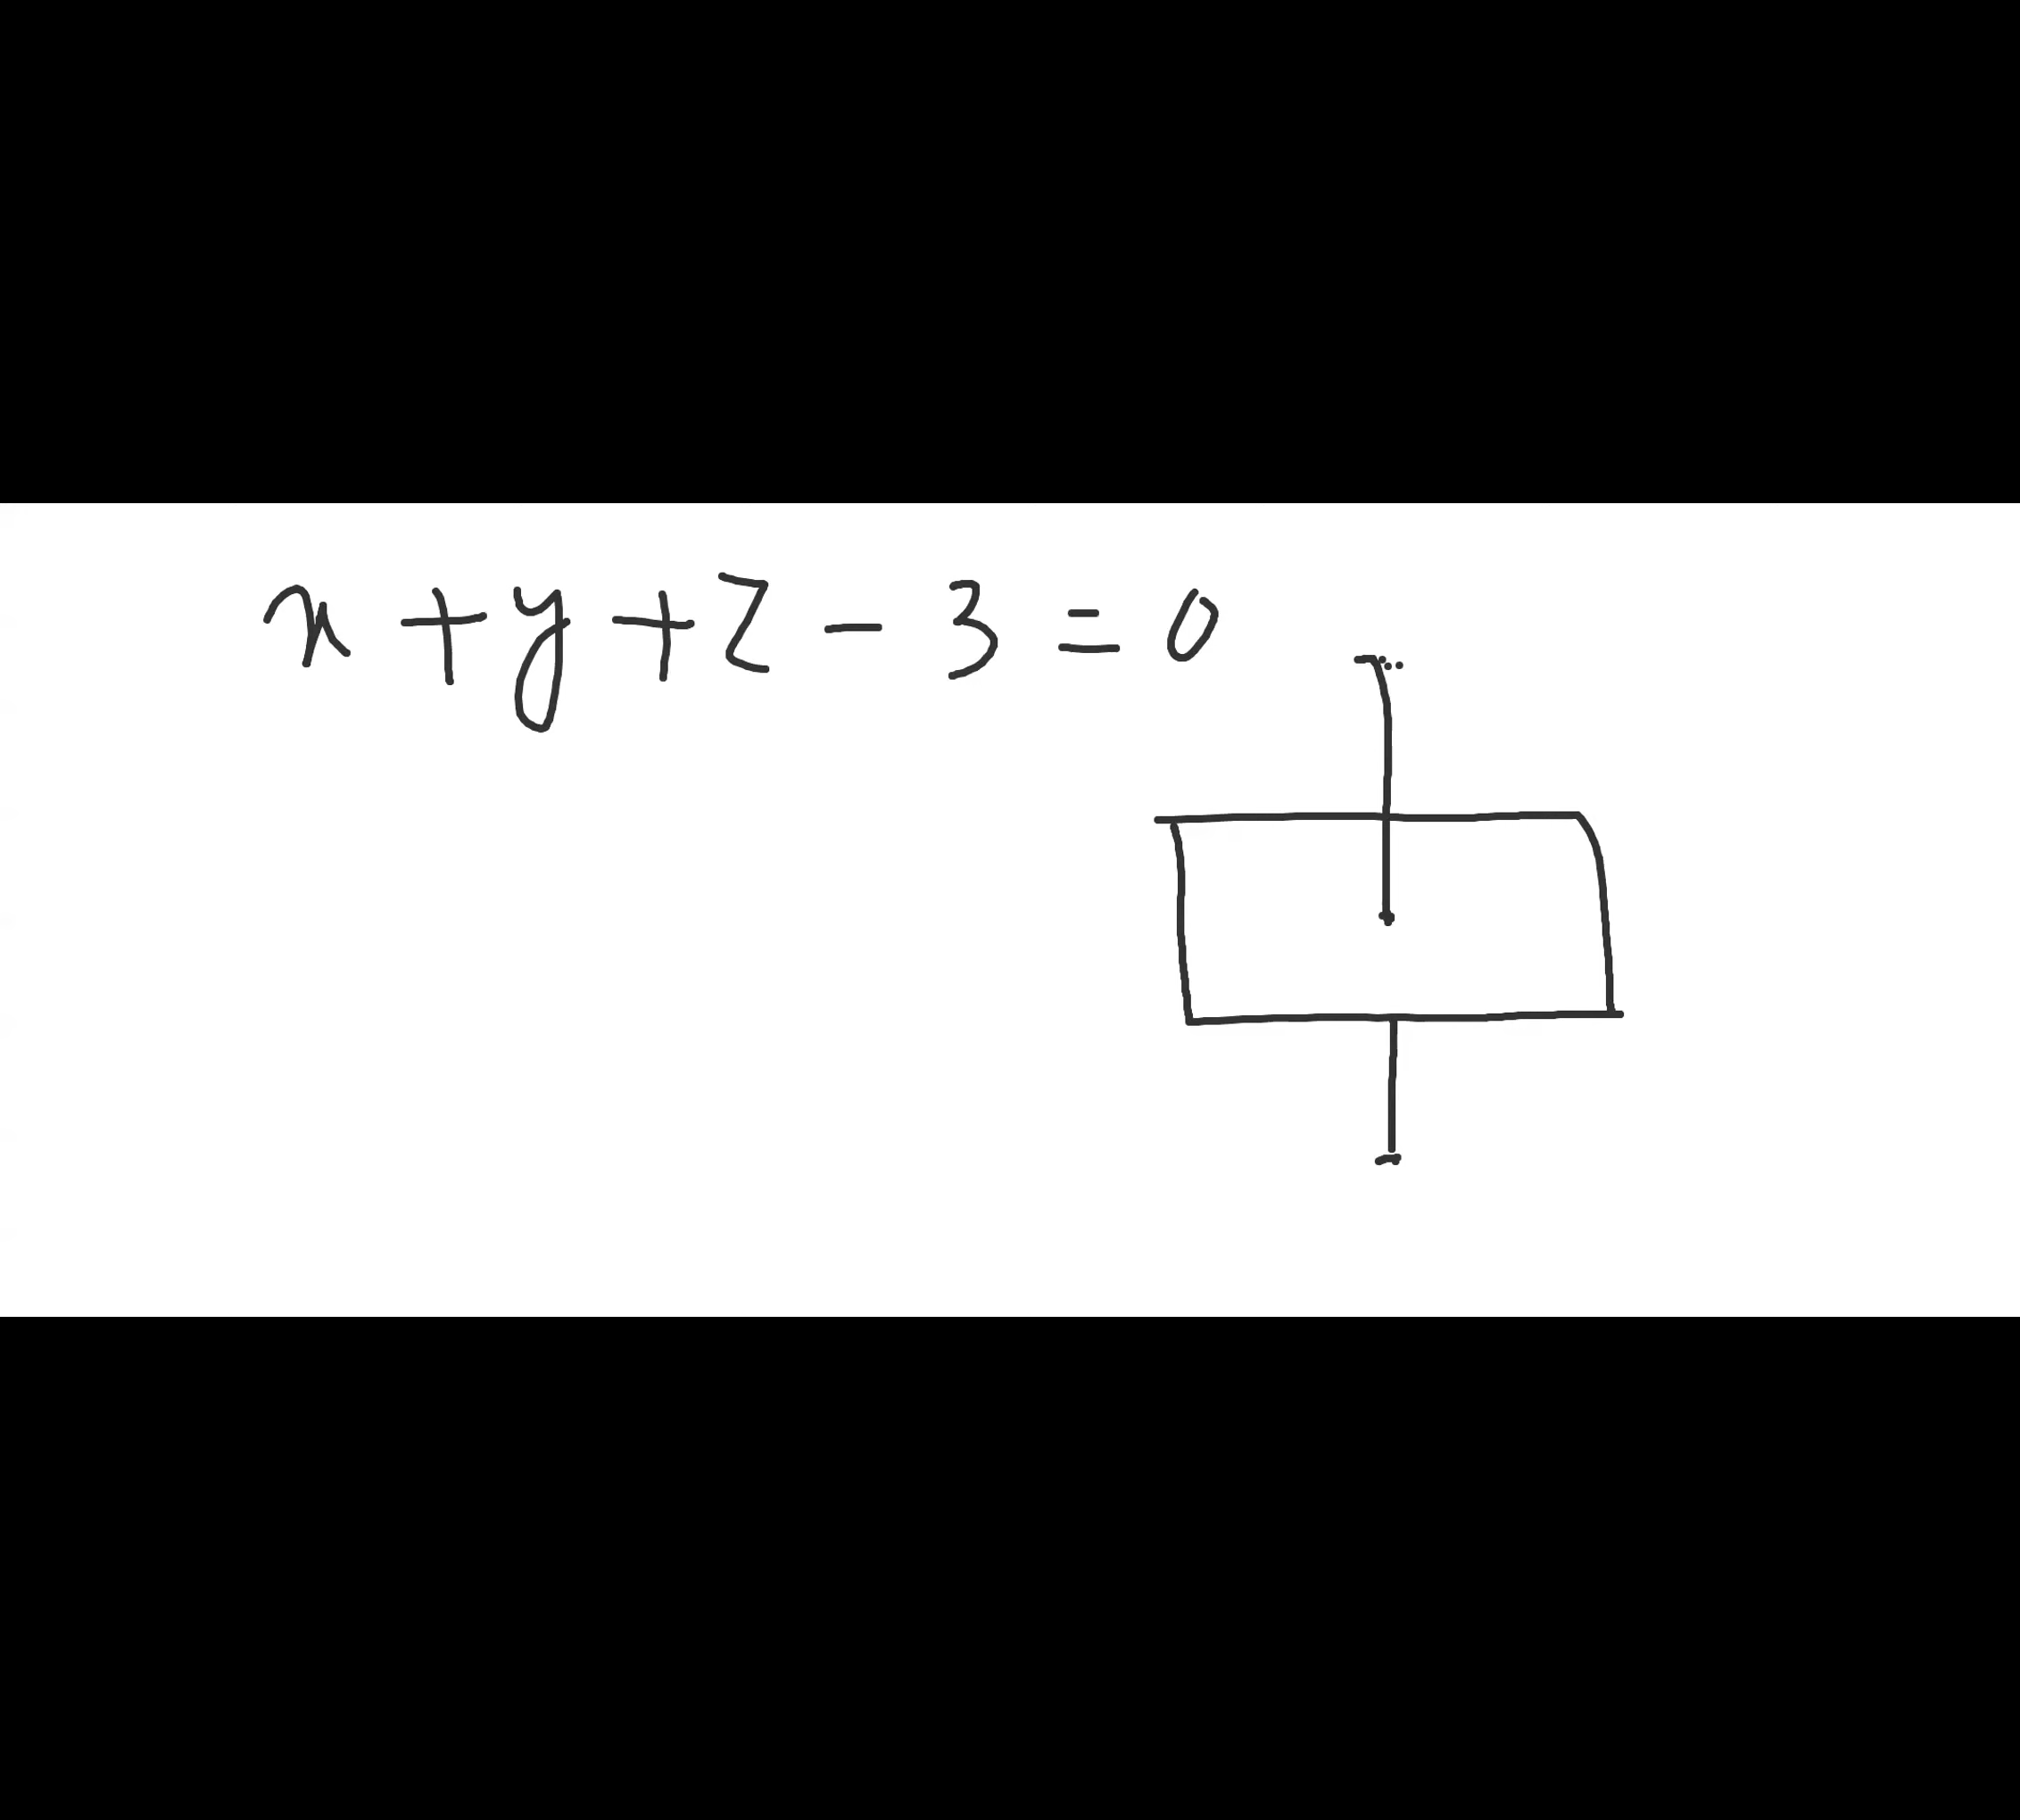 x + y + z - 3 = 0